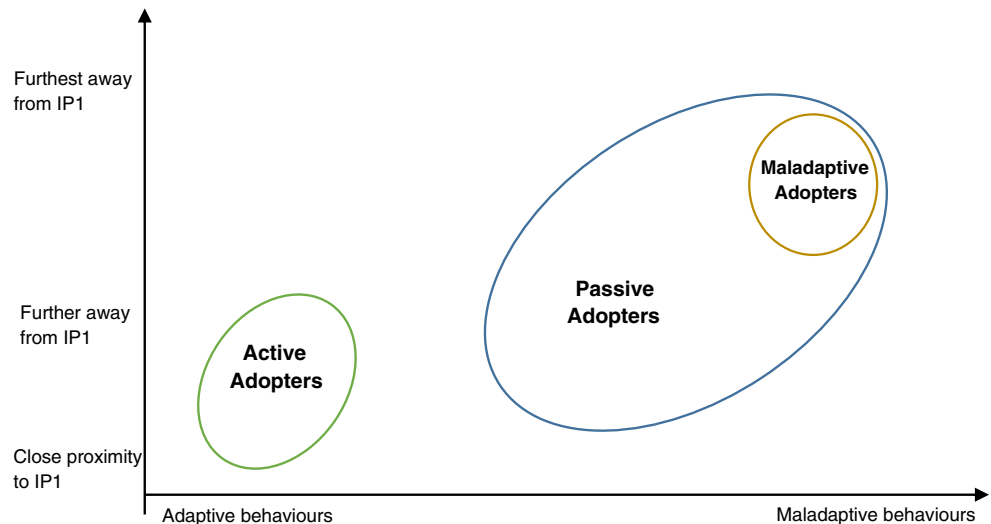 Furthest away
from IP1
Maladaptive
Adopters
Passive
Adopters
Further away
from IP1
Active
Adopters
Close proximity
to IP1
Adaptive behaviours
Maladaptive behaviours